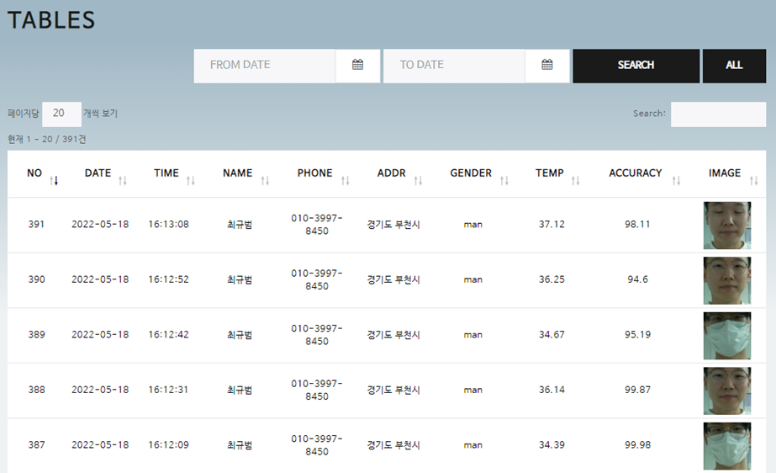 TABLES
FROM DATE TO DATE SEARCH ALL
페이지당 20 개씩 보기 Search:
현재 1 - 20 / 391건
NO DATE TIME NAME PHONE ADDR GENDER TEMP ACCURACY IMAGE
391 2022-05-18 16:13:08 최규범 010-3997-8450 경기도 부천시 man 37.12 98.11
390 2022-05-18 16:12:52 최규범 010-3997-8450 경기도 부천시 man 36.25 94.6
389 2022-05-18 16:12:42 최규범 010-3997-8450 경기도 부천시 man 34.67 95.19
388 2022-05-18 16:12:31 최규범 010-3997-8450 경기도 부천시 man 36.14 99.87
387 2022-05-18 16:12:09 최규범 010-3997-8450 경기도 부천시 man 34.39 99.98